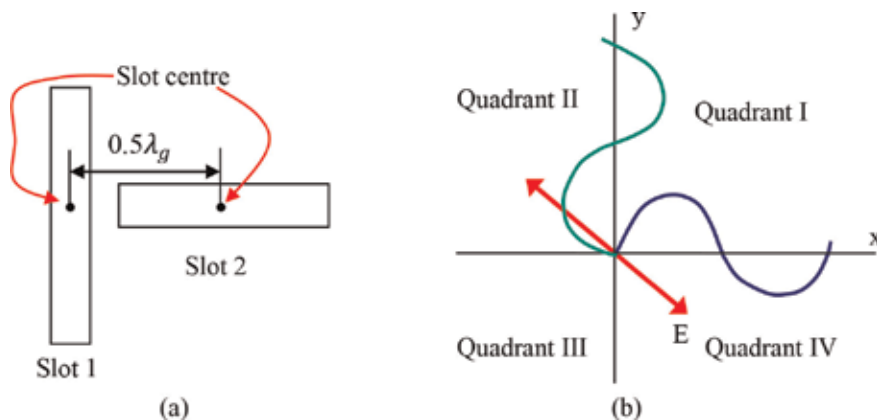 Slot centre
0.5λg
Slot 2
Slot 1
(a)
y
Quadrant II
Quadrant I
x
E
Quadrant III
Quadrant IV
(b)